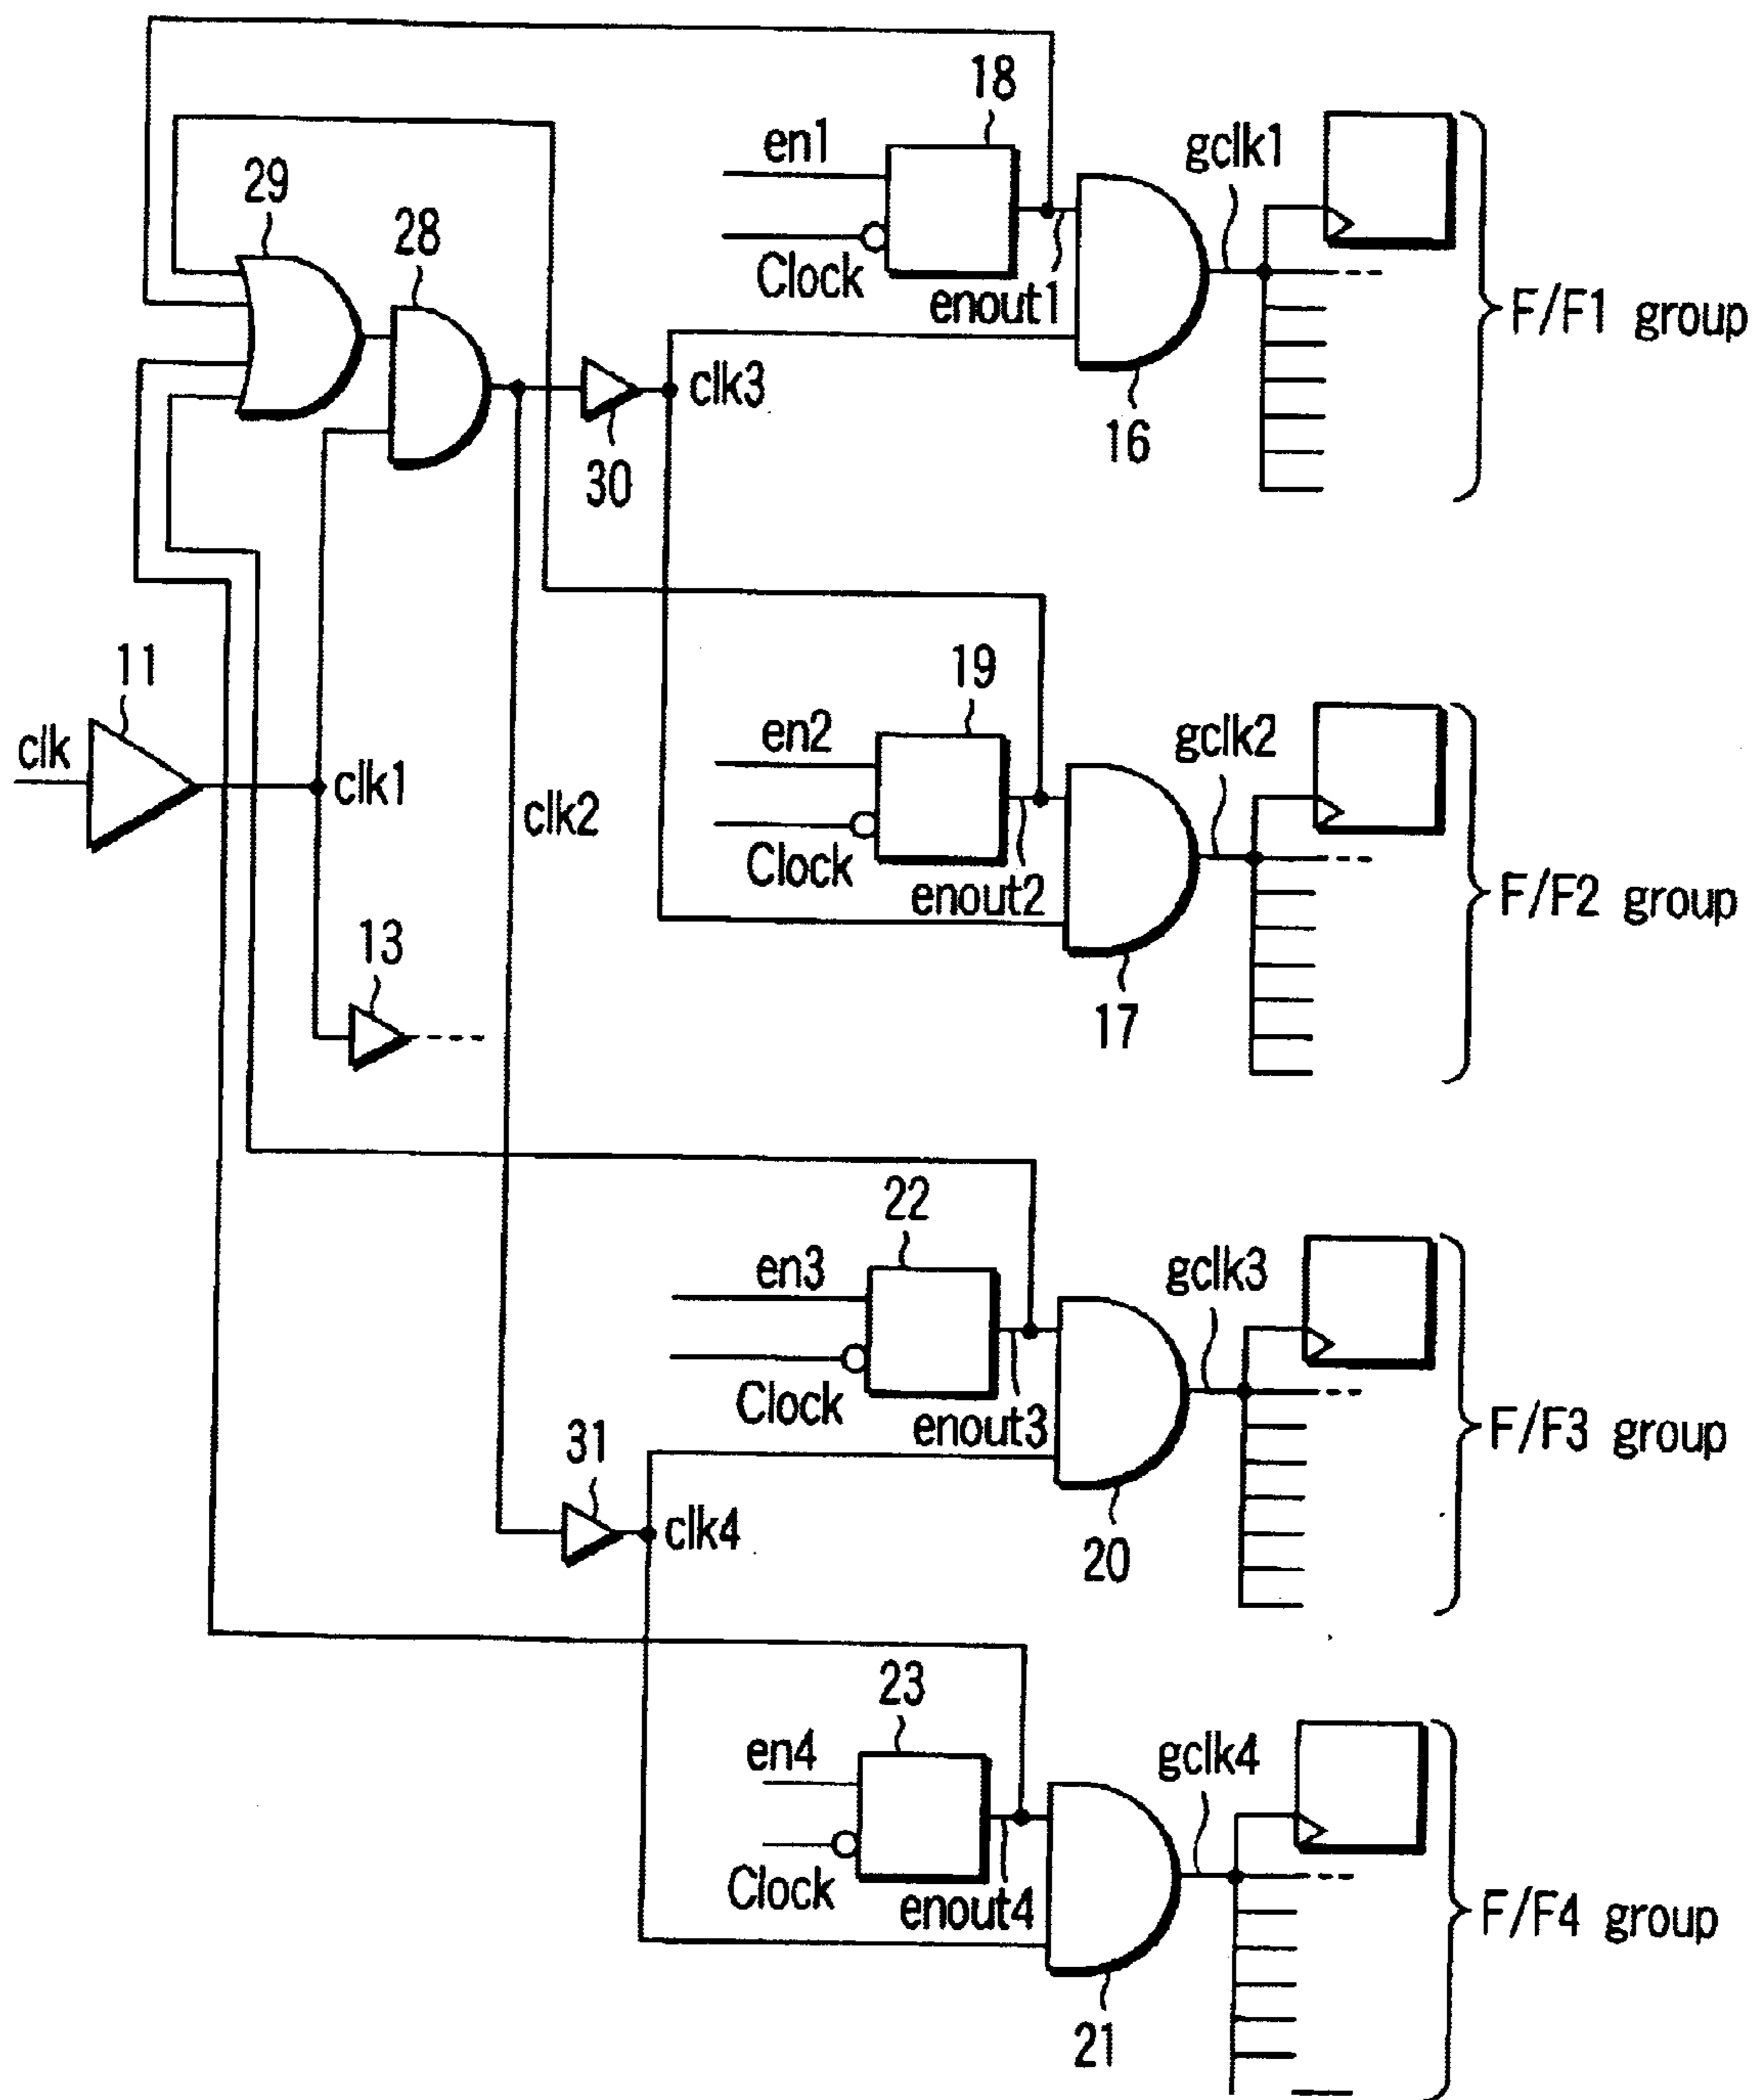 18
en1
gclk1
29
28
Clock
enout1
F/F1 group
clk3
16
30
11
19
en2
gclk2
clk
clk1
clk2
Clock
enout2
F/F2 group
13
17
22
en3
gclk3
Clock
enout3
F/F3 group
31
clk4
20
23
en4
gclk4
Clock
enout4
F/F4 group
21